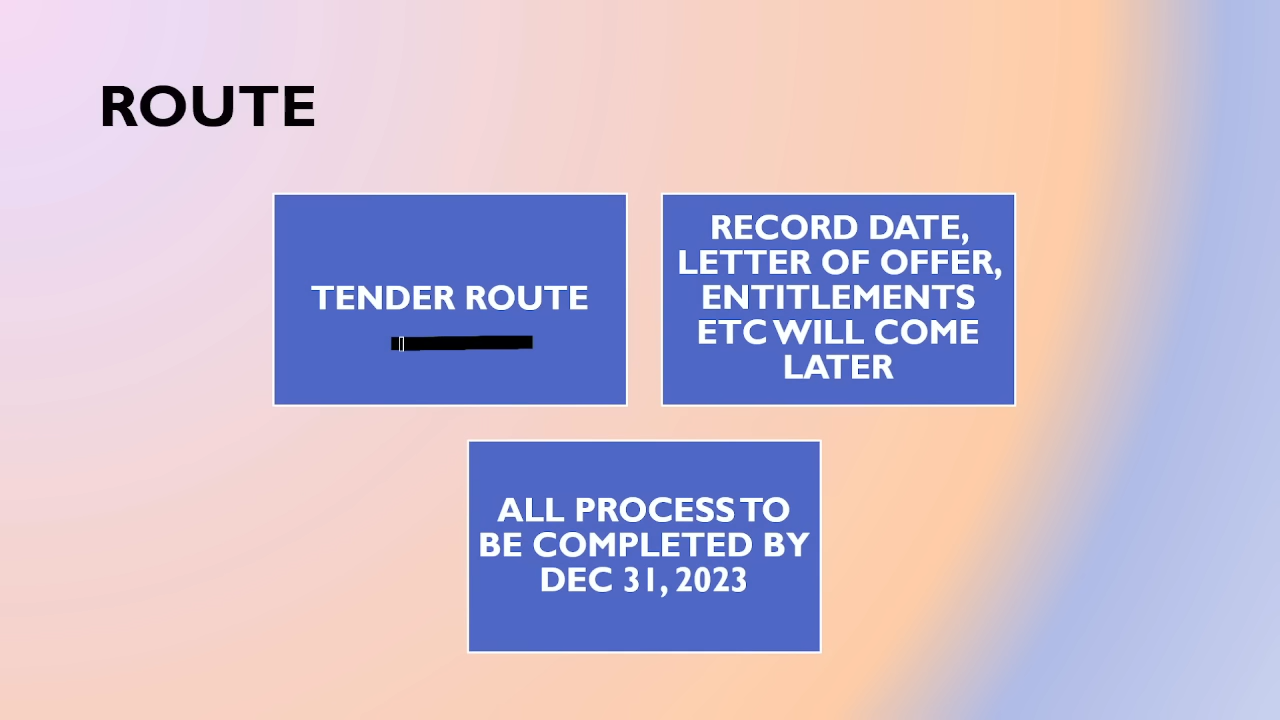 ROUTE
TENDER ROUTE
RECORD DATE,
LETTER OF OFFER,
ENTITLEMENTS
ETC WILL COME
LATER
ALL PROCESS TO
BE COMPLETED BY
DEC 31, 2023